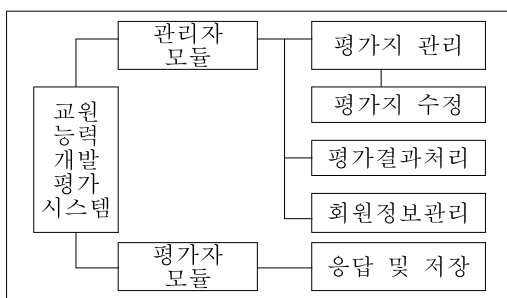 교원
능력
개발
평가
시스템
관리자
모듈
평가지 관리
평가지 수정
평가결과처리
회원정보관리
평가자
모듈
응답 및 저장